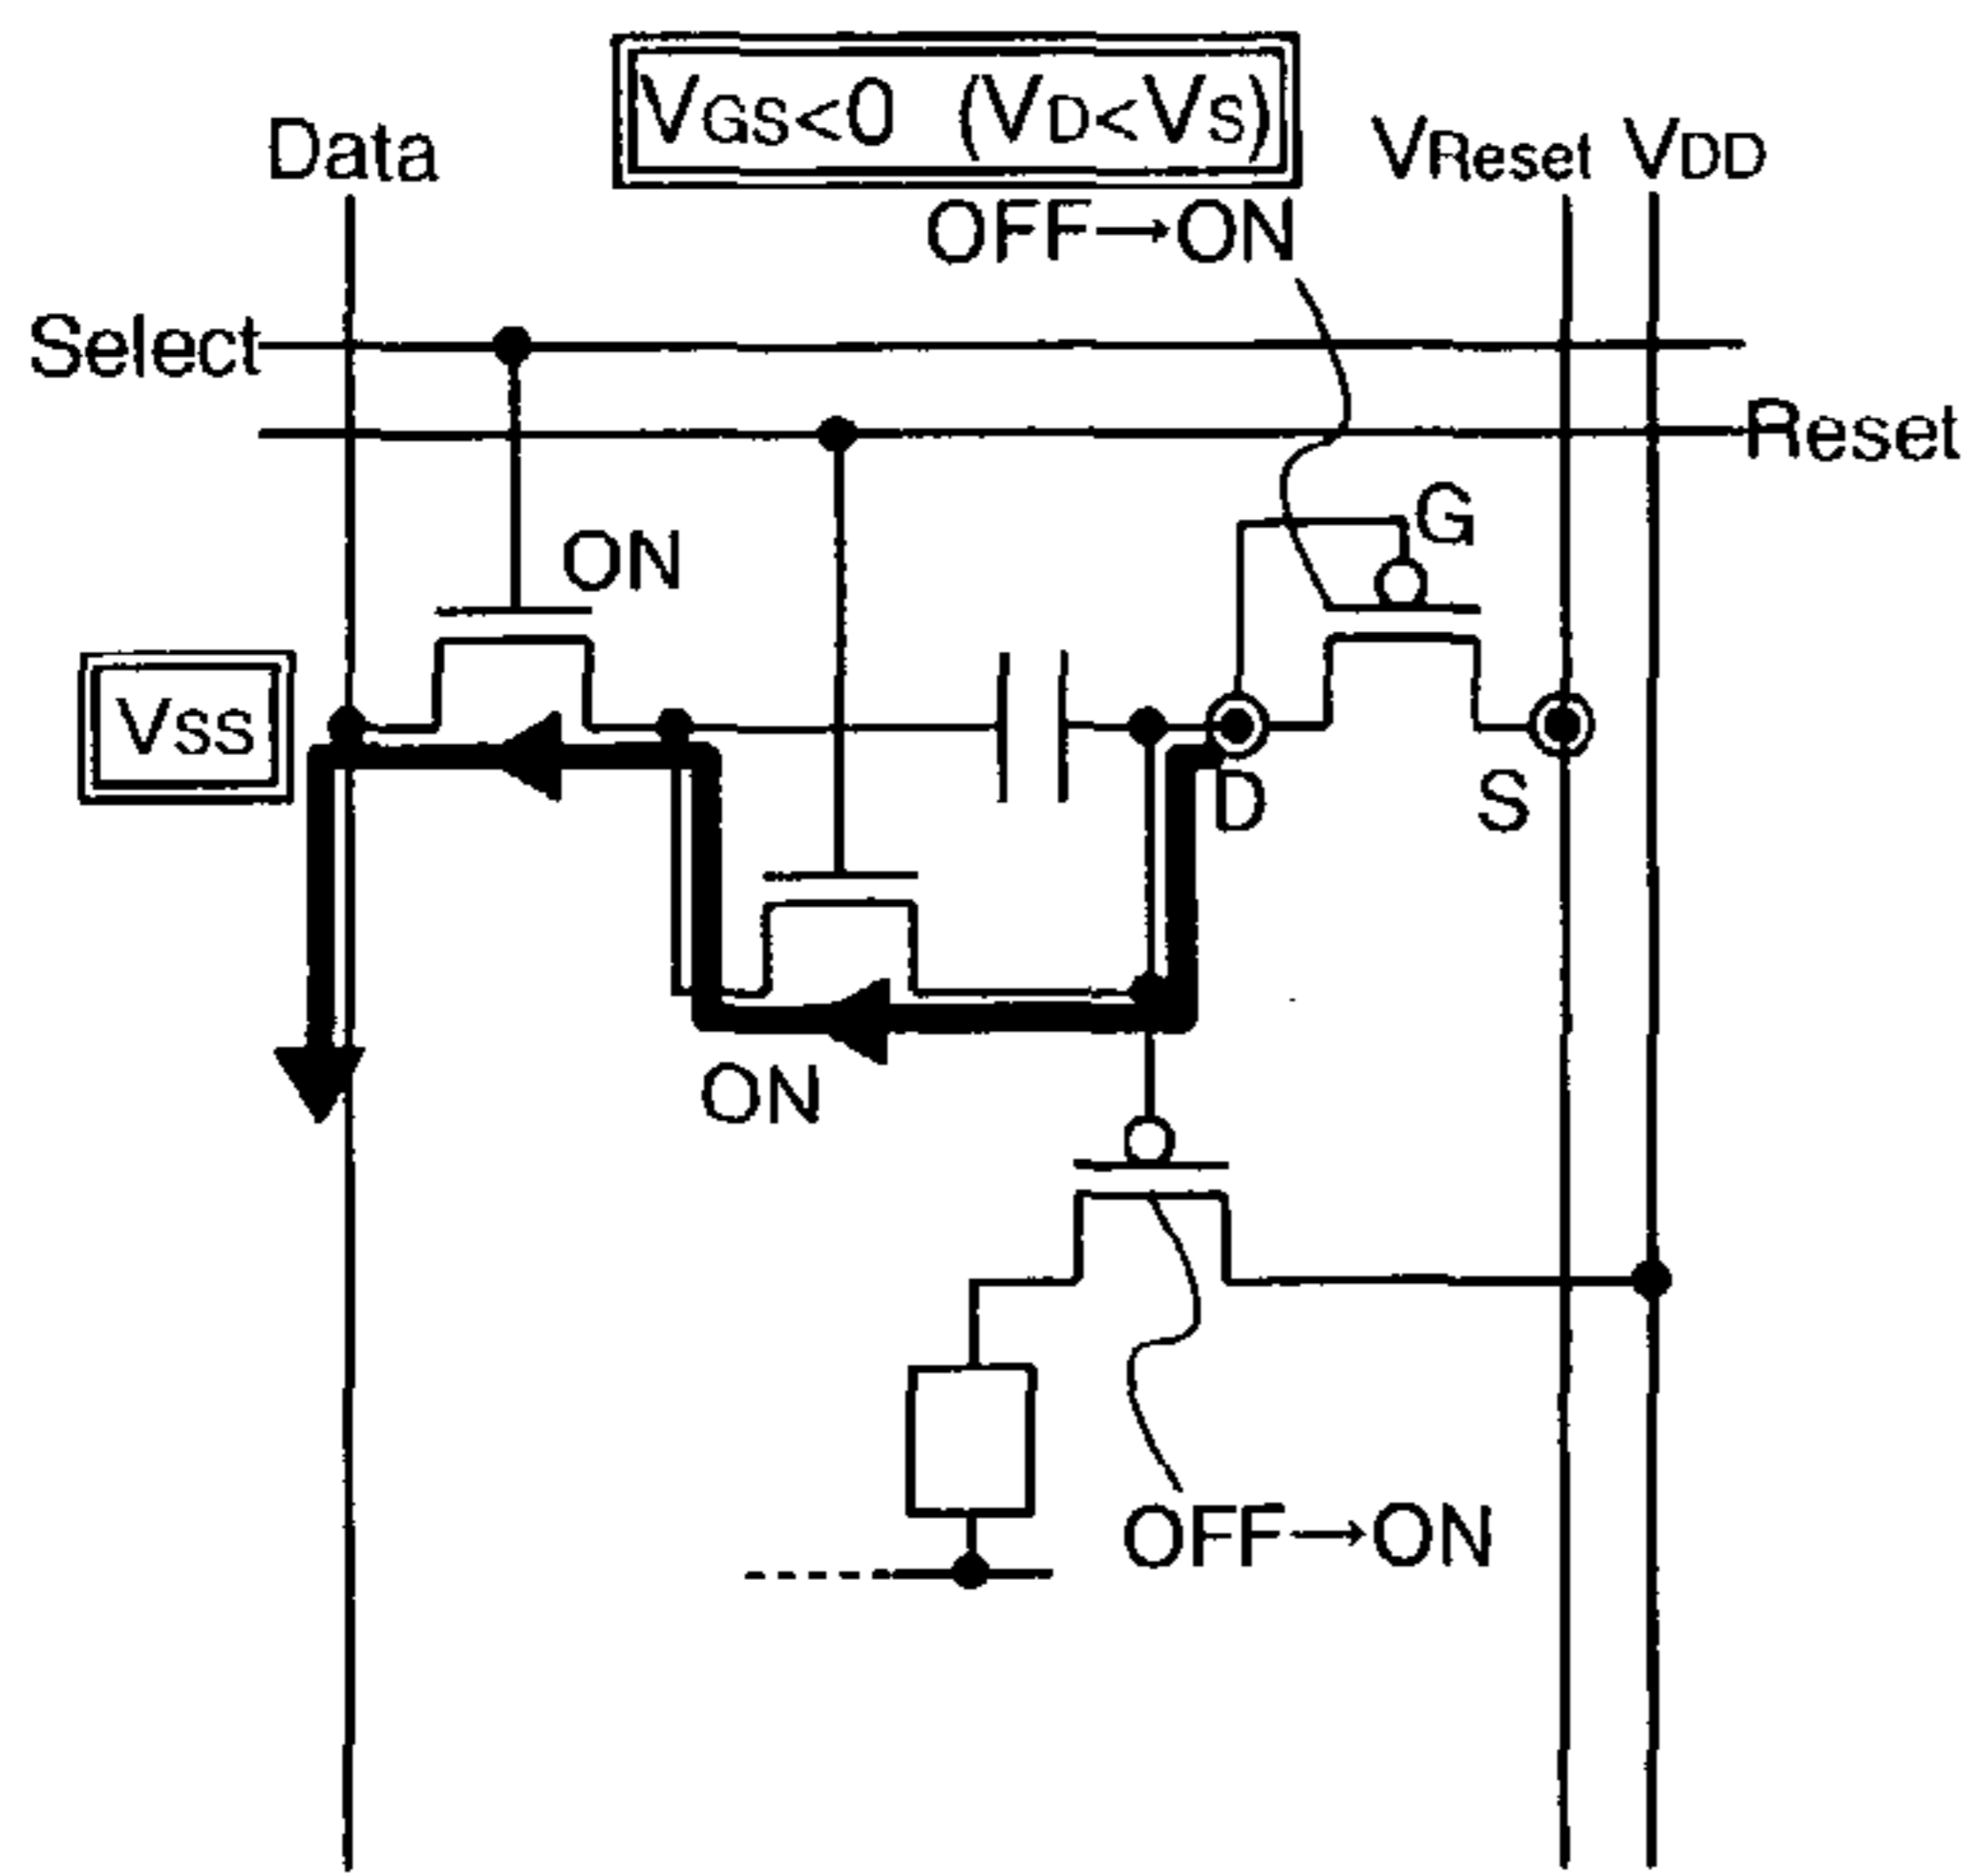 VGS<0 (VD<VS)
Data
VReset VDD
OFF→ON
Select
Reset
G
ON
VSS
D
S
ON
OFF→ON